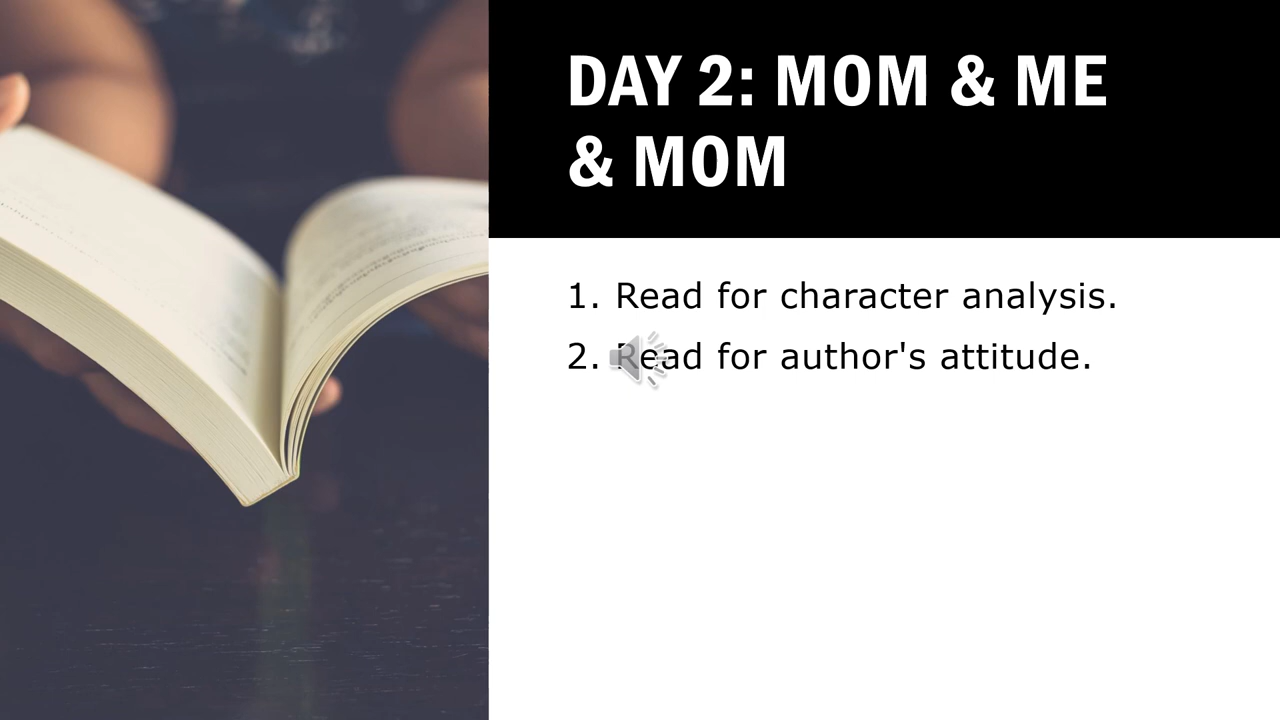 DAY 2: MOM & ME
& MOM
1. Read for character analysis.
2. Read for author's attitude.